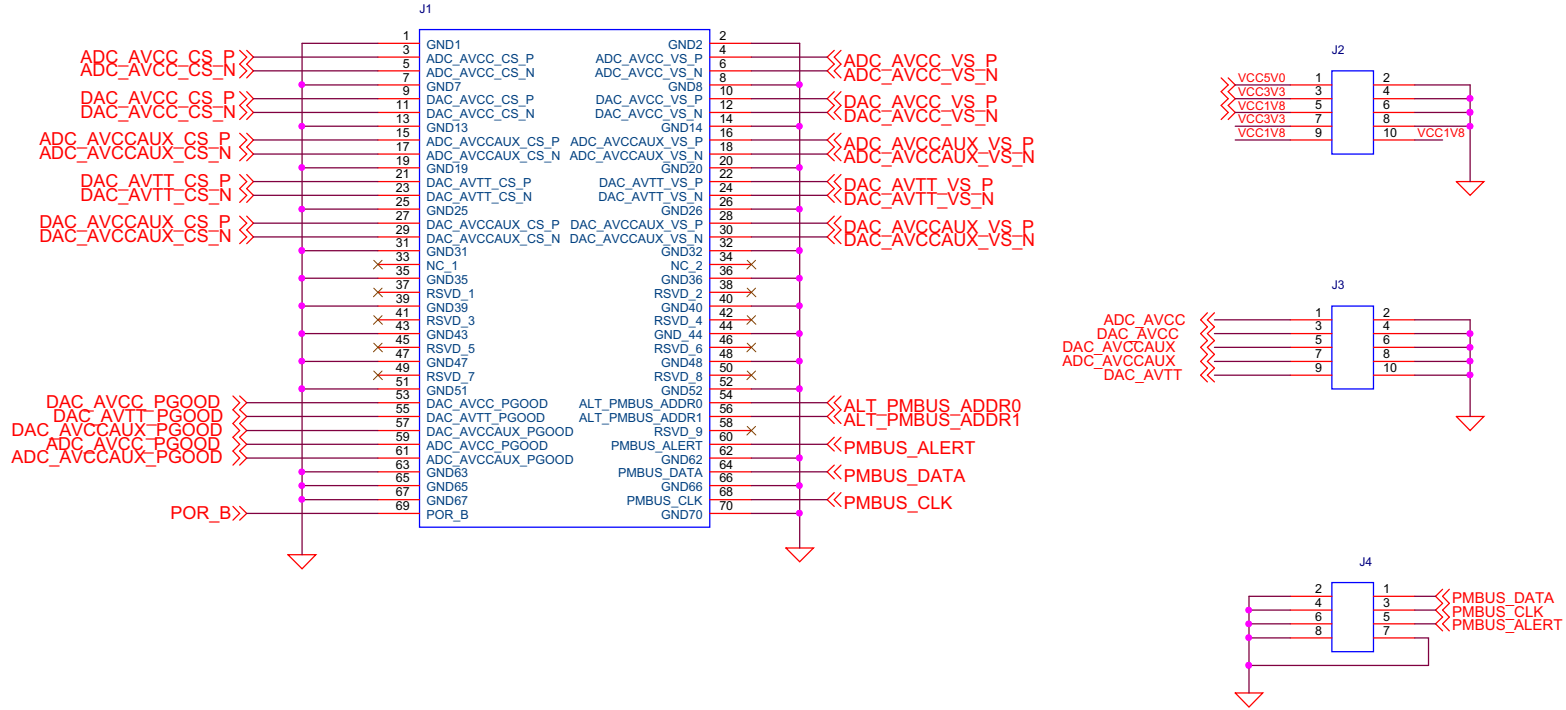 J1
1 GND1 GND2 2
ADC_AVCC_CS_P 3 ADC_AVCC_CS_P ADC_AVCC_VS_P 4 ADC_AVCC_VS_P
ADC_AVCC_CS_N 5 ADC_AVCC_CS_N ADC_AVCC_VS_N 6 ADC_AVCC_VS_N
7 GND7 GND8 8
DAC_AVCC_CS_P 9 DAC_AVCC_CS_P DAC_AVCC_VS_P 10 DAC_AVCC_VS_P
DAC_AVCC_CS_N 11 DAC_AVCC_CS_N DAC_AVCC_VS_N 12 DAC_AVCC_VS_N
13 GND13 GND14 14
ADC_AVCCAUX_CS_P 15 ADC_AVCCAUX_CS_P ADC_AVCCAUX_VS_P 16 ADC_AVCCAUX_VS_P
ADC_AVCCAUX_CS_N 17 ADC_AVCCAUX_CS_N ADC_AVCCAUX_VS_N 18 ADC_AVCCAUX_VS_N
19 GND19 GND20 20
DAC_AVTT_CS_P 21 DAC_AVTT_CS_P DAC_AVTT_VS_P 22 DAC_AVTT_VS_P
DAC_AVTT_CS_N 23 DAC_AVTT_CS_N DAC_AVTT_VS_N 24 DAC_AVTT_VS_N
25 GND25 GND26 26
DAC_AVCCAUX_CS_P 27 DAC_AVCCAUX_CS_P DAC_AVCCAUX_VS_P 28 DAC_AVCCAUX_VS_P
DAC_AVCCAUX_CS_N 29 DAC_AVCCAUX_CS_N DAC_AVCCAUX_VS_N 30 DAC_AVCCAUX_VS_N
31 GND31 GND32 32
33 NC_1 NC_2 34
35 GND35 GND36 36
37 RSVD_1 RSVD_2 38
39 GND39 GND40 40
41 RSVD_3 RSVD_4 42
43 GND43 GND_44 44
45 RSVD_5 RSVD_6 46
47 GND47 GND48 48
49 RSVD_7 RSVD_8 50
51 GND51 GND52 52
DAC_AVCC_PGOOD 53 DAC_AVCC_PGOOD ALT_PMBUS_ADDR0 54 ALT_PMBUS_ADDR0
DAC_AVTT_PGOOD 55 DAC_AVTT_PGOOD ALT_PMBUS_ADDR1 56 ALT_PMBUS_ADDR1
DAC_AVCCAUX_PGOOD 57 DAC_AVCCAUX_PGOOD RSVD_9 58
ADC_AVCC_PGOOD 59 ADC_AVCC_PGOOD PMBUS_ALERT 60 PMBUS_ALERT
ADC_AVCCAUX_PGOOD 61 ADC_AVCCAUX_PGOOD GND62 62
63 GND63 PMBUS_DATA 64 PMBUS_DATA
65 GND65 GND66 66
67 GND67 PMBUS_CLK 68 PMBUS_CLK
POR_B 69 POR_B GND70 70
J2
VCC5V0 1 2
VCC3V3 3 4
VCC1V8 5 6
VCC3V3 7 8
VCC1V8 9 10 VCC1V8
J3
ADC_AVCC 1 2
DAC_AVCC 3 4
DAC_AVCCAUX 5 6
ADC_AVCCAUX 7 8
DAC_AVTT 9 10
J4
2 1 PMBUS_DATA
4 3 PMBUS_CLK
6 5 PMBUS_ALERT
8 7